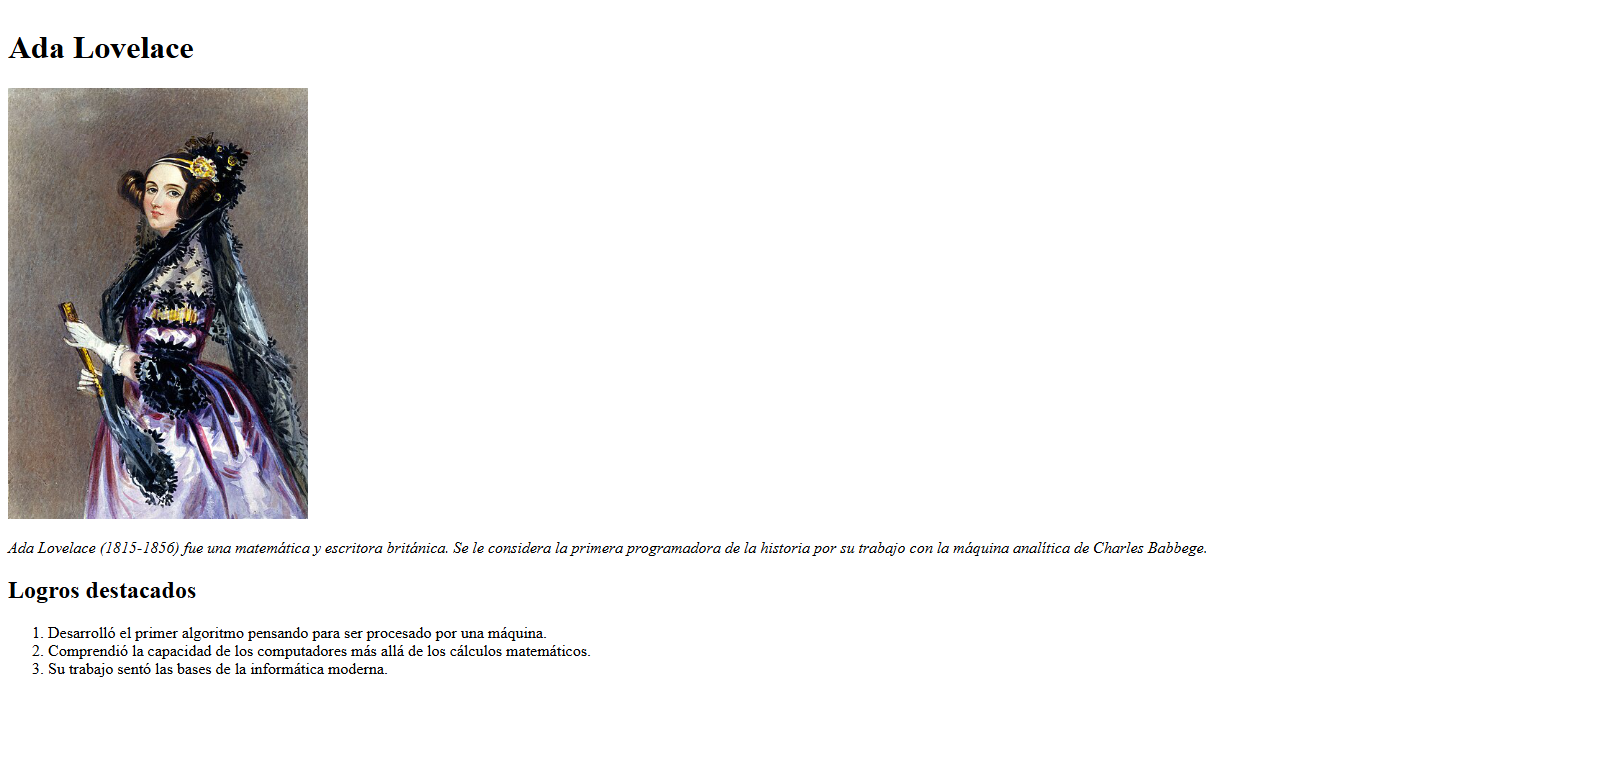 Ada Lovelace
Ada Lovelace (1815-1856) fue una matemática y escritora británica. Se le considera la primera programadora de la historia por su trabajo con la máquina analítica de Charles Babbege.
Logros destacados
1. Desarrolló el primer algoritmo pensando para ser procesado por una máquina.
2. Comprendió la capacidad de los computadores más allá de los cálculos matemáticos.
3. Su trabajo sentó las bases de la informática moderna.